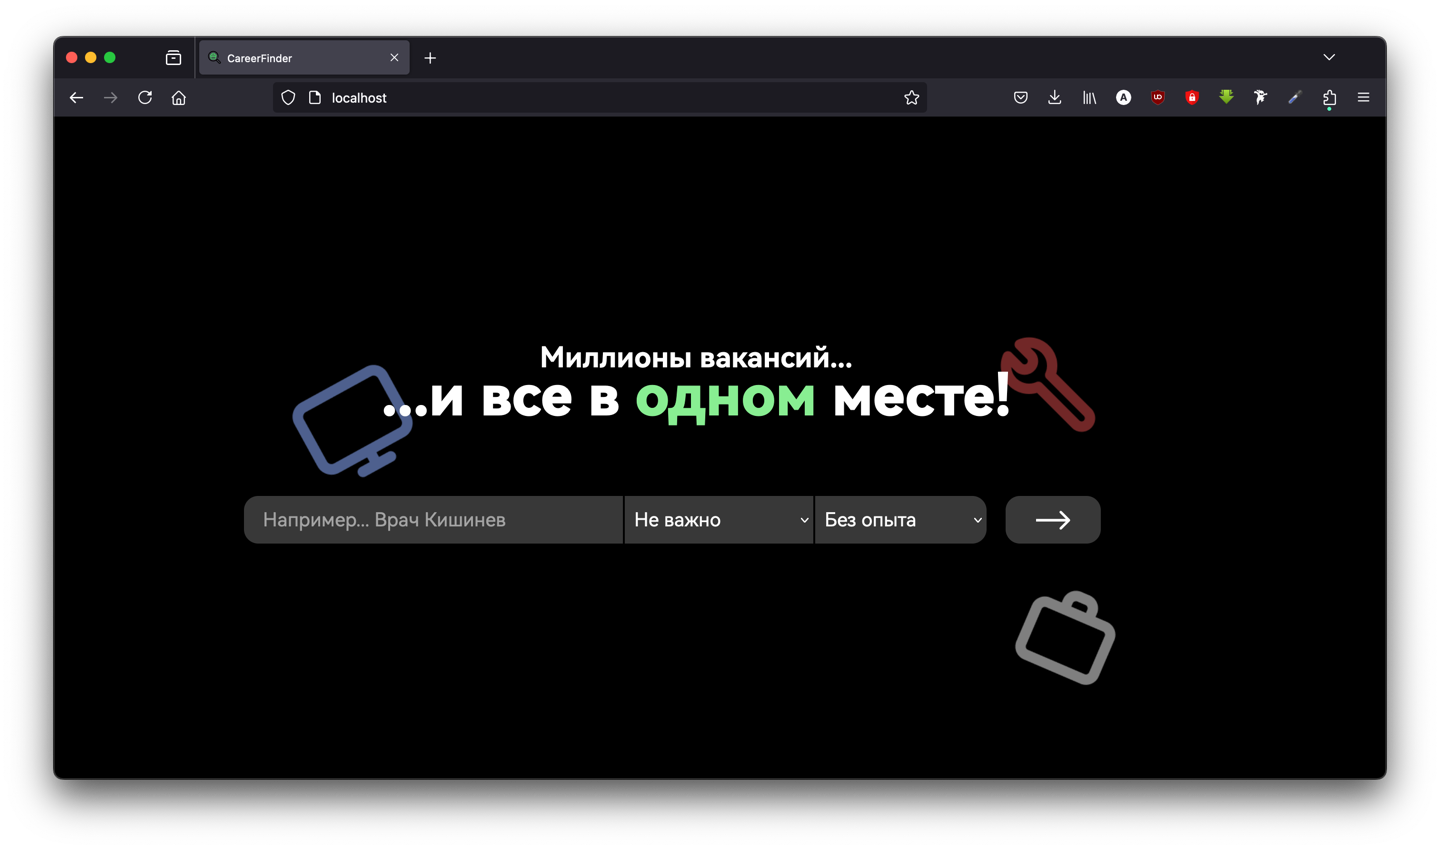 CareerFinder
localhost
Миллионы вакансий...
...и все в одном месте!
Например... Врач Кишинев
Не важно
Без опыта